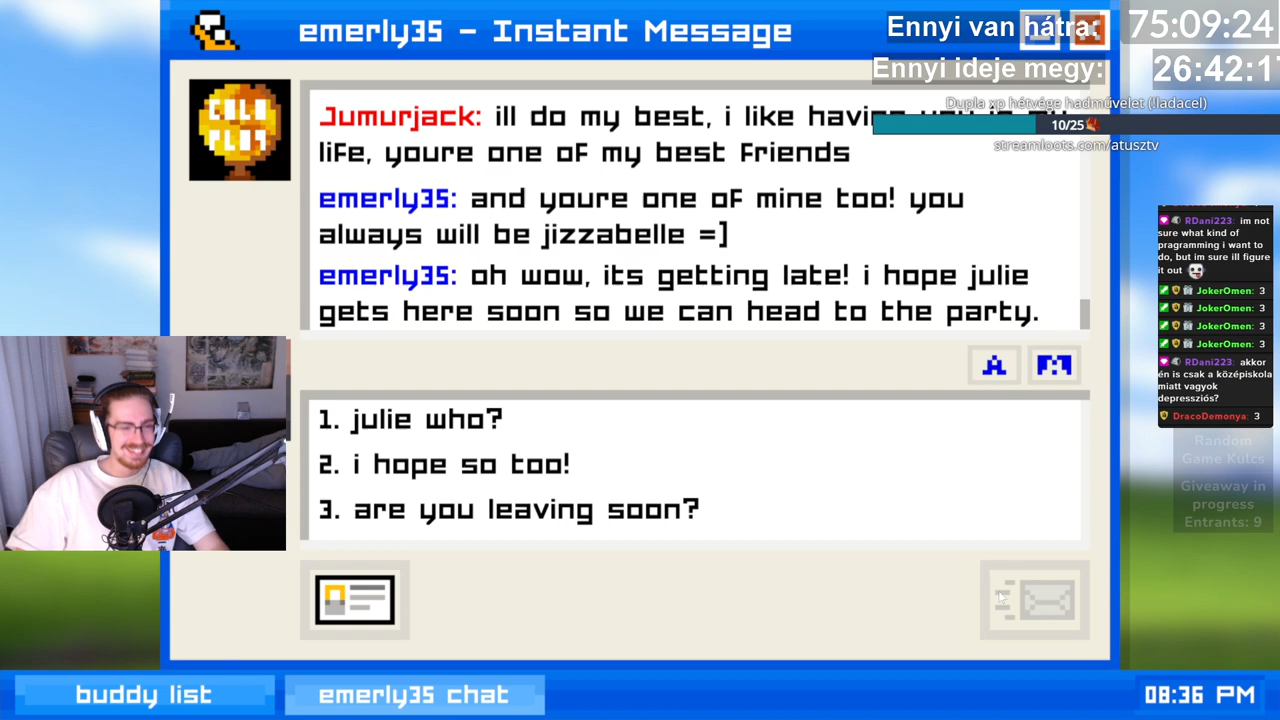 emerly35 - Instant Message
Ennyi van hátra:
75:09:24
Ennyi ideje megy:
26:42:17
Dupla xp hétvége hadművelet (!ladacel)
10/25
streamloots.com/atusztv
COLD
PLAY
Jumurjack: ill do my best, i like having
life, youre one of my best friends
emerly35: and youre one of mine too! you
always will be jizzabelle =]
emerly35: oh wow, its getting late! i hope julie
gets here soon so we can head to the party.
A
1. julie who?
2. i hope so too!
3. are you leaving soon?
RDani223: im not
sure what kind of
pragramming i want to
do, but im sure ill figure
it out
JokerOmen: 3
JokerOmen: 3
JokerOmen: 3
JokerOmen: 3
RDani223: akkor
én is csak a középiskola
miatt vagyok
depressziós?
DracoDemonya: 3
Random
Game Kulcs
Giveaway in
progress
Entrants: 9
buddy list
emerly35 chat
08:36 PM